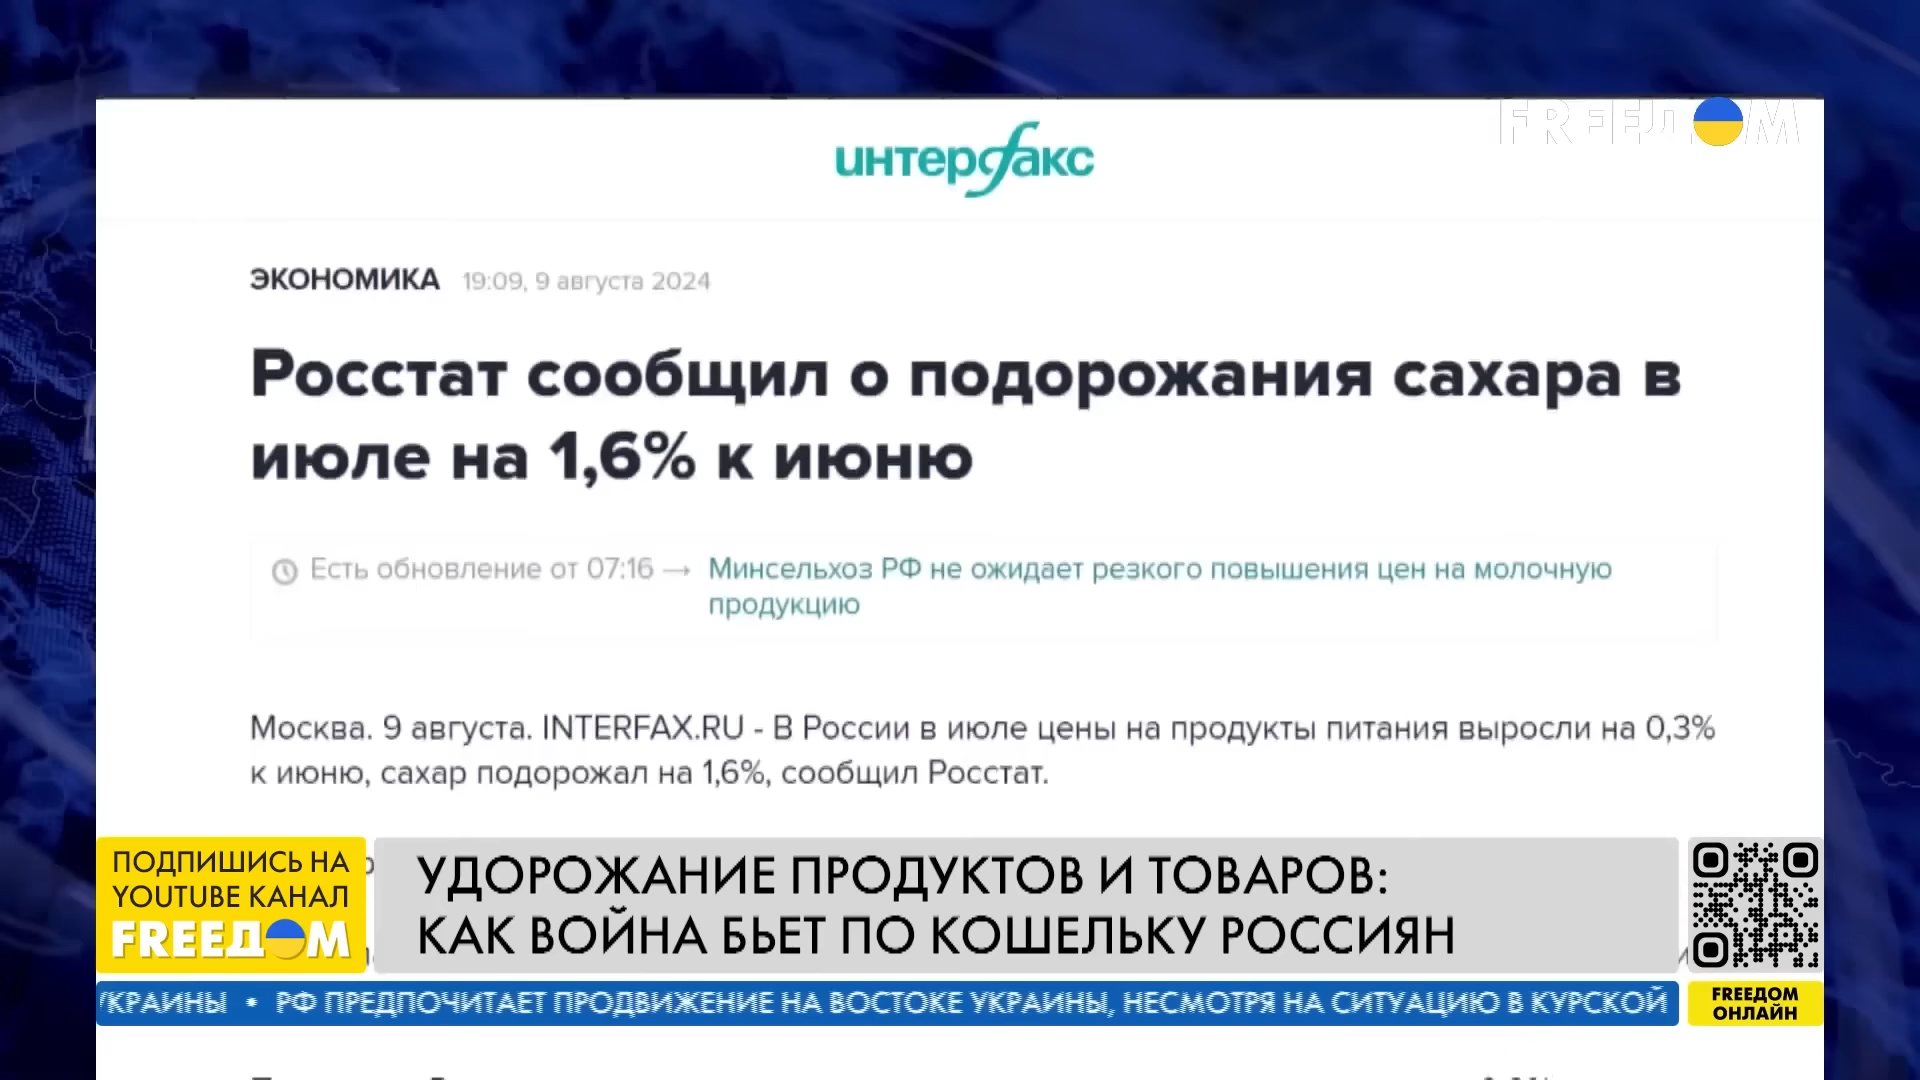 FREEДОМ
интерфакс
ЭКОНОМИКА 19:09, 9 августа 2024
Росстат сообщил о подорожания сахара в
июле на 1,6% к июню
Есть обновление от 07:16 → Минсельхоз РФ не ожидает резкого повышения цен на молочную
продукцию
Москва. 9 августа. INTERFAX.RU - В России в июле цены на продукты питания выросли на 0,3%
к июню, сахар подорожал на 1,6%, сообщил Росстат.
ПОДПИШИСЬ НА
YOUTUBE КАНАЛ
FREEДОМ
УДОРОЖАНИЕ ПРОДУКТОВ И ТОВАРОВ:
КАК ВОЙНА БЬЕТ ПО КОШЕЛЬКУ РОССИЯН
УКРАИНЫ • РФ ПРЕДПОЧИТАЕТ ПРОДВИЖЕНИЕ НА ВОСТОКЕ УКРАИНЫ, НЕСМОТРЯ НА СИТУАЦИЮ В КУРСКОЙ
FREEДОМ
ОНЛАЙН